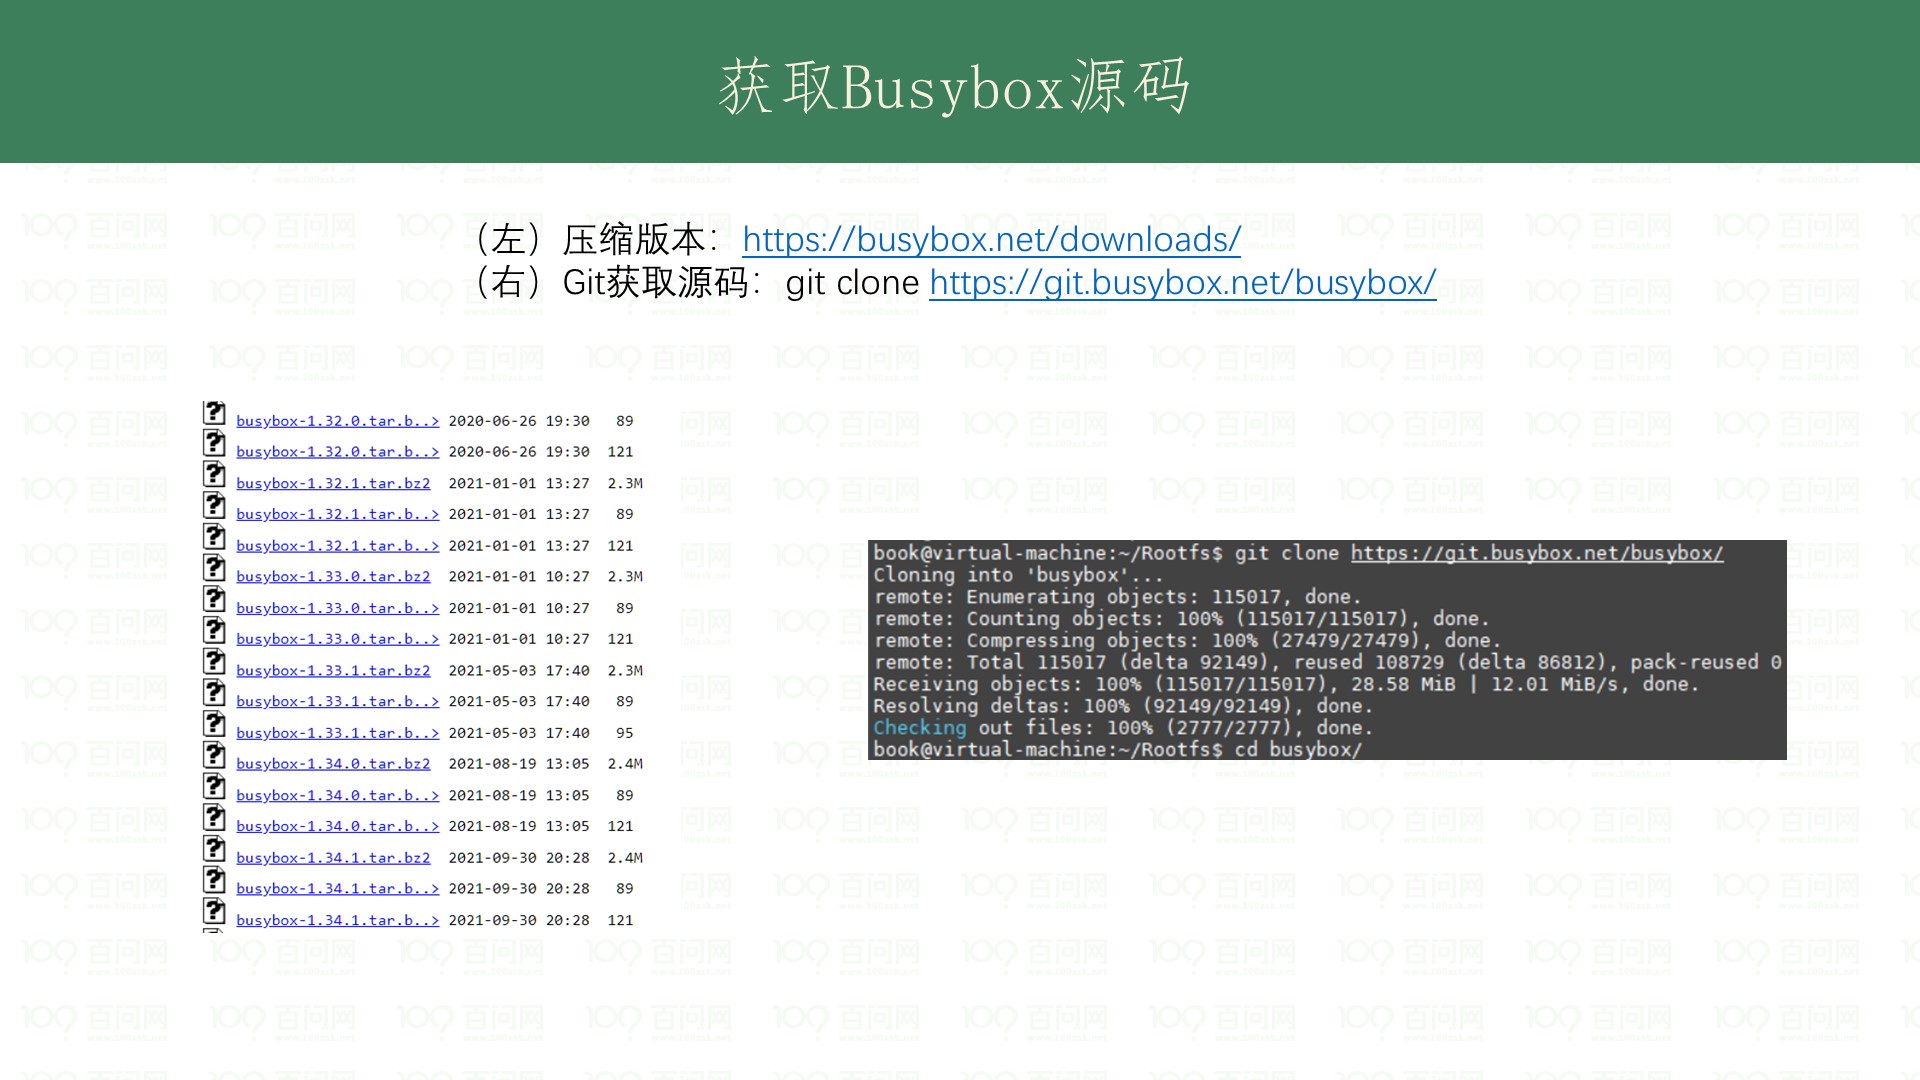 获取Busybox源码
（左）压缩版本：https://busybox.net/downloads/
（右）Git获取源码：git clone https://git.busybox.net/busybox/
busybox-1.32.0.tar.b..> 2020-06-26 19:30 89
busybox-1.32.0.tar.b..> 2020-06-26 19:30 121
busybox-1.32.1.tar.bz2 2021-01-01 13:27 2.3M
busybox-1.32.1.tar.b..> 2021-01-01 13:27 89
busybox-1.32.1.tar.b..> 2021-01-01 13:27 121
busybox-1.33.0.tar.bz2 2021-01-01 10:27 2.3M
busybox-1.33.0.tar.b..> 2021-01-01 10:27 89
busybox-1.33.0.tar.b..> 2021-01-01 10:27 121
busybox-1.33.1.tar.bz2 2021-05-03 17:40 2.3M
busybox-1.33.1.tar.b..> 2021-05-03 17:40 89
busybox-1.33.1.tar.b..> 2021-05-03 17:40 95
busybox-1.34.0.tar.bz2 2021-08-19 13:05 2.4M
busybox-1.34.0.tar.b..> 2021-08-19 13:05 89
busybox-1.34.0.tar.b..> 2021-08-19 13:05 121
busybox-1.34.1.tar.bz2 2021-09-30 20:28 2.4M
busybox-1.34.1.tar.b..> 2021-09-30 20:28 89
busybox-1.34.1.tar.b..> 2021-09-30 20:28 121
book@virtual-machine:~/Rootfs$ git clone https://git.busybox.net/busybox/
Cloning into 'busybox'...
remote: Enumerating objects: 115017, done.
remote: Counting objects: 100% (115017/115017), done.
remote: Compressing objects: 100% (27479/27479), done.
remote: Total 115017 (delta 92149), reused 108729 (delta 86812), pack-reused 0
Receiving objects: 100% (115017/115017), 28.58 MiB | 12.01 MiB/s, done.
Resolving deltas: 100% (92149/92149), done.
Checking out files: 100% (2777/2777), done.
book@virtual-machine:~/Rootfs$ cd busybox/